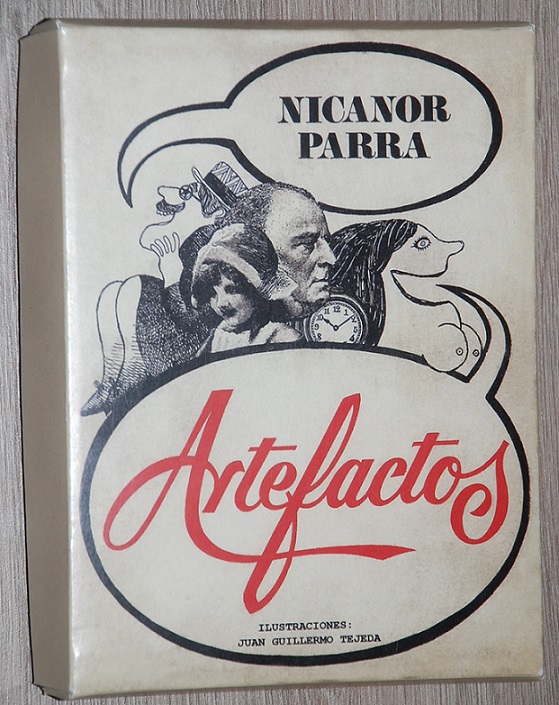 NICANOR
PARRA
Artefactos
ILUSTRACIONES:
JUAN GUILLERMO TEJEDA